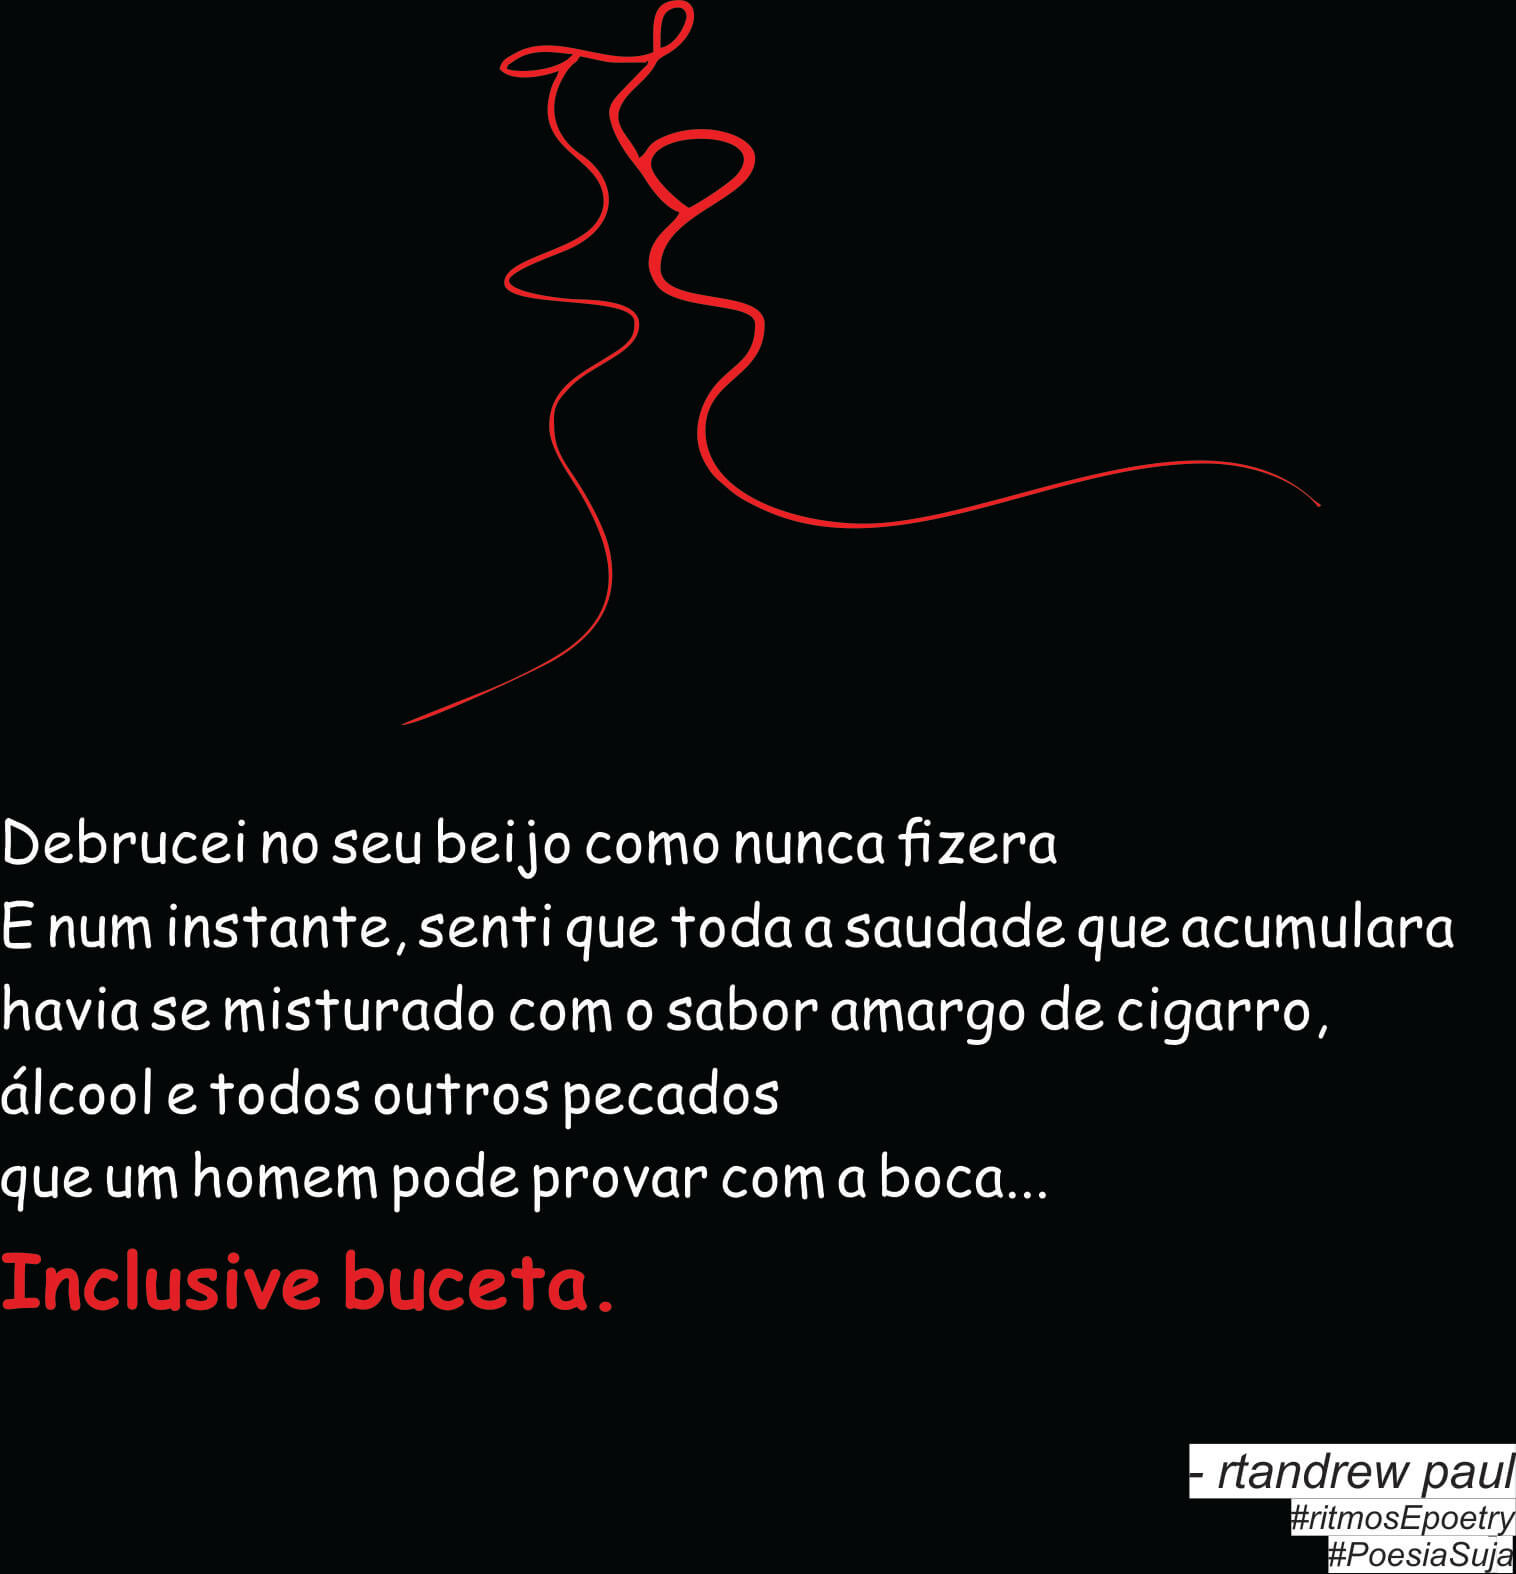 Debrucei no seu beijo como nunca fizera
E num instante, senti que toda a saudade que acumulara
havia se misturado com o sabor amargo de cigarro,
álcool e todos outros pecados
que um homem pode provar com a boca...
Inclusive buceta.
- rtandrew paul
#ritmosEpoetry
#PoesiaSuja